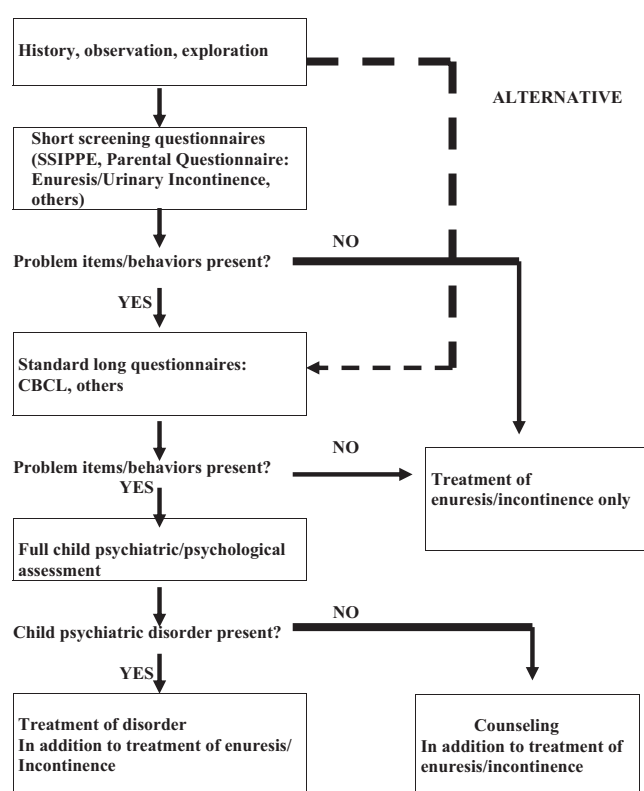 History, observation, exploration
ALTERNATIVE
Short screening questionnaires
(SSIPPE, Parental Questionnaire:
Enuresis/Urinary Incontinence,
others)
NO
Problem items/behaviors present?
YES
Standard long questionnaires:
CBCL, others
NO
Problem items/behaviors present?
YES
Treatment of
enuresis/incontinence only
Full child psychiatric/psychological
assessment
NO
Child psychiatric disorder present?
YES
Treatment of disorder
In addition to treatment of enuresis/
Incontinence
Counseling
In addition to treatment of
enuresis/incontinence